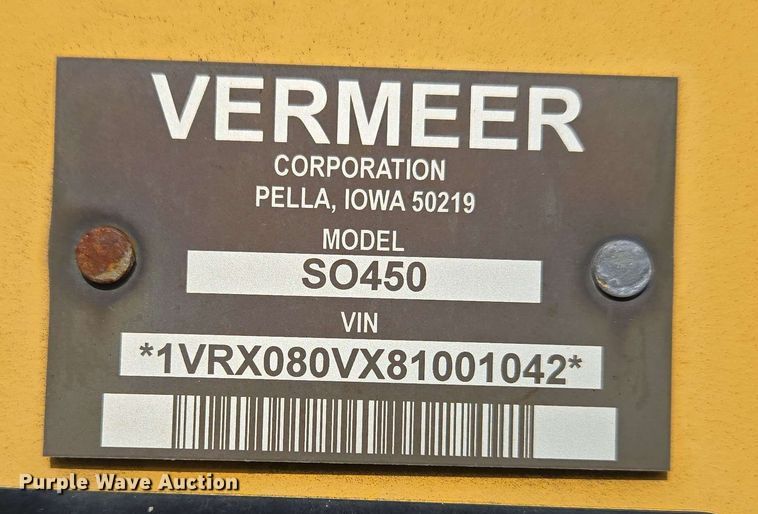 VERMEER
CORPORATION
PELLA, IOWA 50219
MODEL
SO450
VIN
*1VRX080VX81001042*
Purple Wave Auction